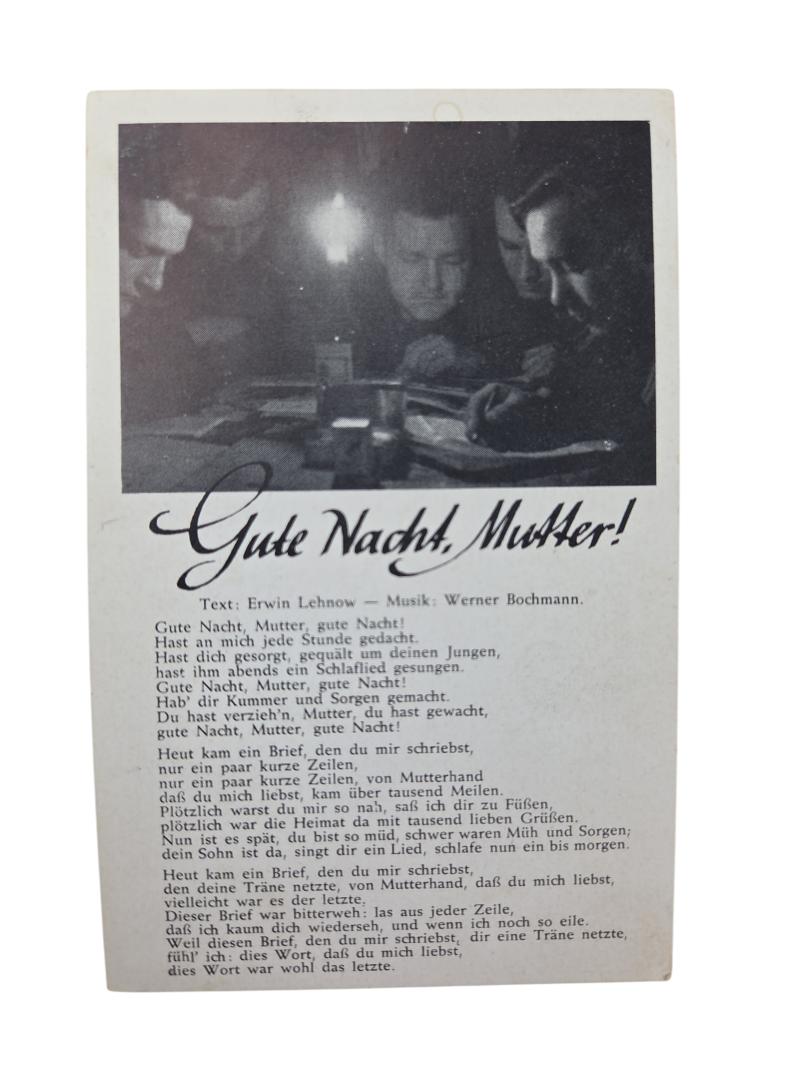 Gute Nacht, Mutter!
Text: Erwin Lehnow — Musik: Werner Bochmann.
Gute Nacht, Mutter, gute Nacht!
Hast an mich jede Stunde gedacht.
Hast dich gesorgt, gequält um deinen Jungen,
hast ihm abends ein Schlaflied gesungen.
Gute Nacht, Mutter, gute Nacht!
Hab' dir Kummer und Sorgen gemacht.
Du hast verzieh'n, Mutter, du hast gewacht,
gute Nacht, Mutter, gute Nacht!
Heut kam ein Brief, den du mir schriebst,
nur ein paar kurze Zeilen,
nur ein paar kurze Zeilen, von Mutterhand
daß du mich liebst, kam über tausend Meilen.
Plötzlich warst du mir so nah, saß ich dir zu Füßen,
plötzlich war die Heimat da mit tausend lieben Grüßen.
Nun ist es spät, du bist so müd, schwer waren Müh und Sorgen;
dein Sohn ist da, singt dir ein Lied, schlafe nun ein bis morgen.
Heut kam ein Brief, den du mir schriebst,
den deine Träne netzte, von Mutterhand, daß du mich liebst,
vielleicht war es der letzte.
Dieser Brief war bitterweh: las aus jeder Zeile,
daß ich kaum dich wiederseh, und wenn ich noch so eile.
Weil diesen Brief, den du mir schriebst, dir eine Träne netzte,
fühl' ich: dies Wort, daß du mich liebst,
dies Wort war wohl das letzte.